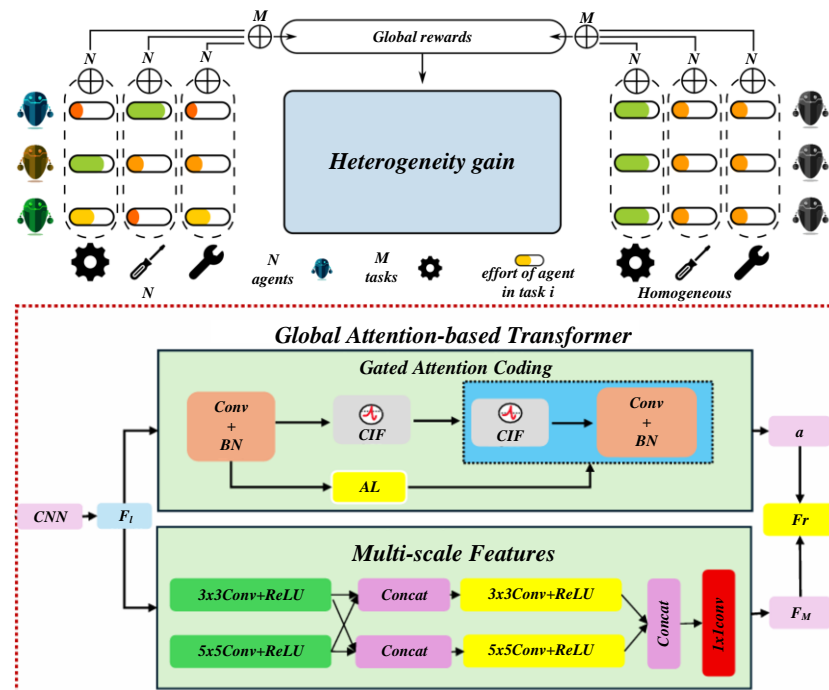 M
Global rewards
M
N
N
N
N
N
N
Heterogeneity gain
N
agents
M
tasks
effort of agent
in task i
N
Homogeneous
Global Attention-based Transformer
Gated Attention Coding
Conv
+
BN
CIF
CIF
Conv
+
BN
AL
a
CNN
F_I
Fr
Multi-scale Features
3x3Conv+ReLU
Concat
3x3Conv+ReLU
5x5Conv+ReLU
Concat
5x5Conv+ReLU
Concat
1x1conv
F_M